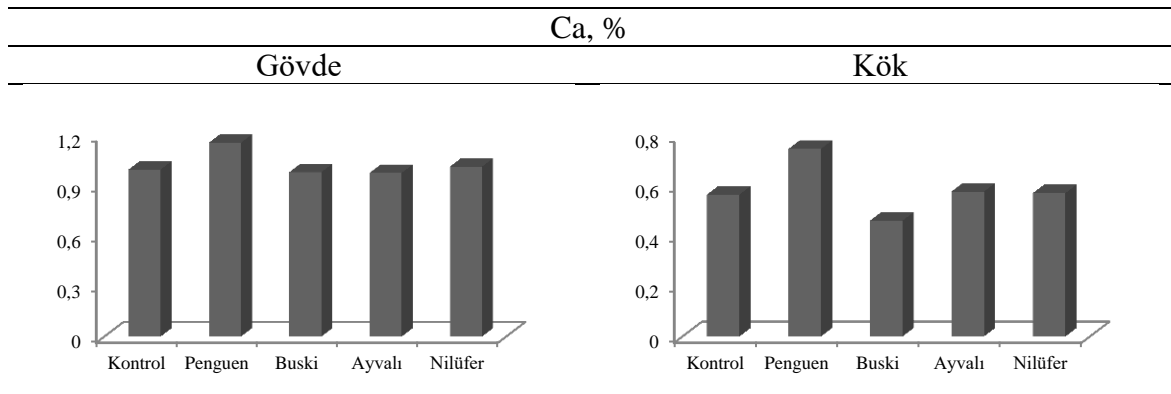 Ca, %
Gövde Kök
1,2
0,9
0,6
0,3
0
Kontrol Penguen Buski Ayvalı Nilüfer
0,8
0,6
0,4
0,2
0
Kontrol Penguen Buski Ayvalı Nilüfer